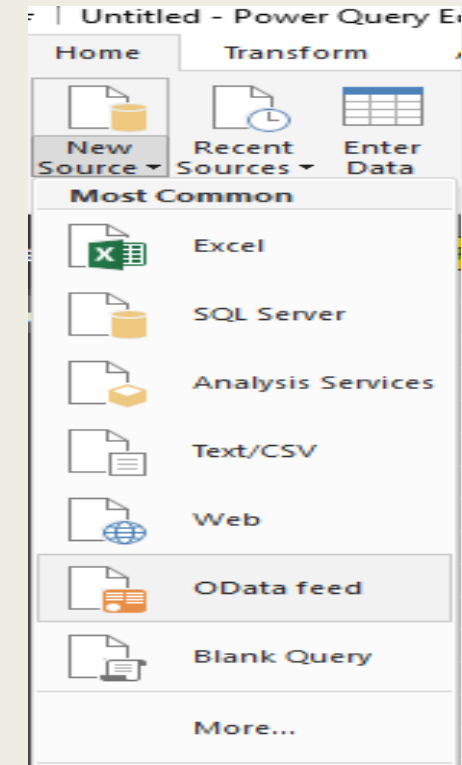 Untitled - Power Query E
Home Transform
New Source Recent Sources Enter Data
Most Common
Excel
SQL Server
Analysis Services
Text/CSV
Web
OData feed
Blank Query
More...